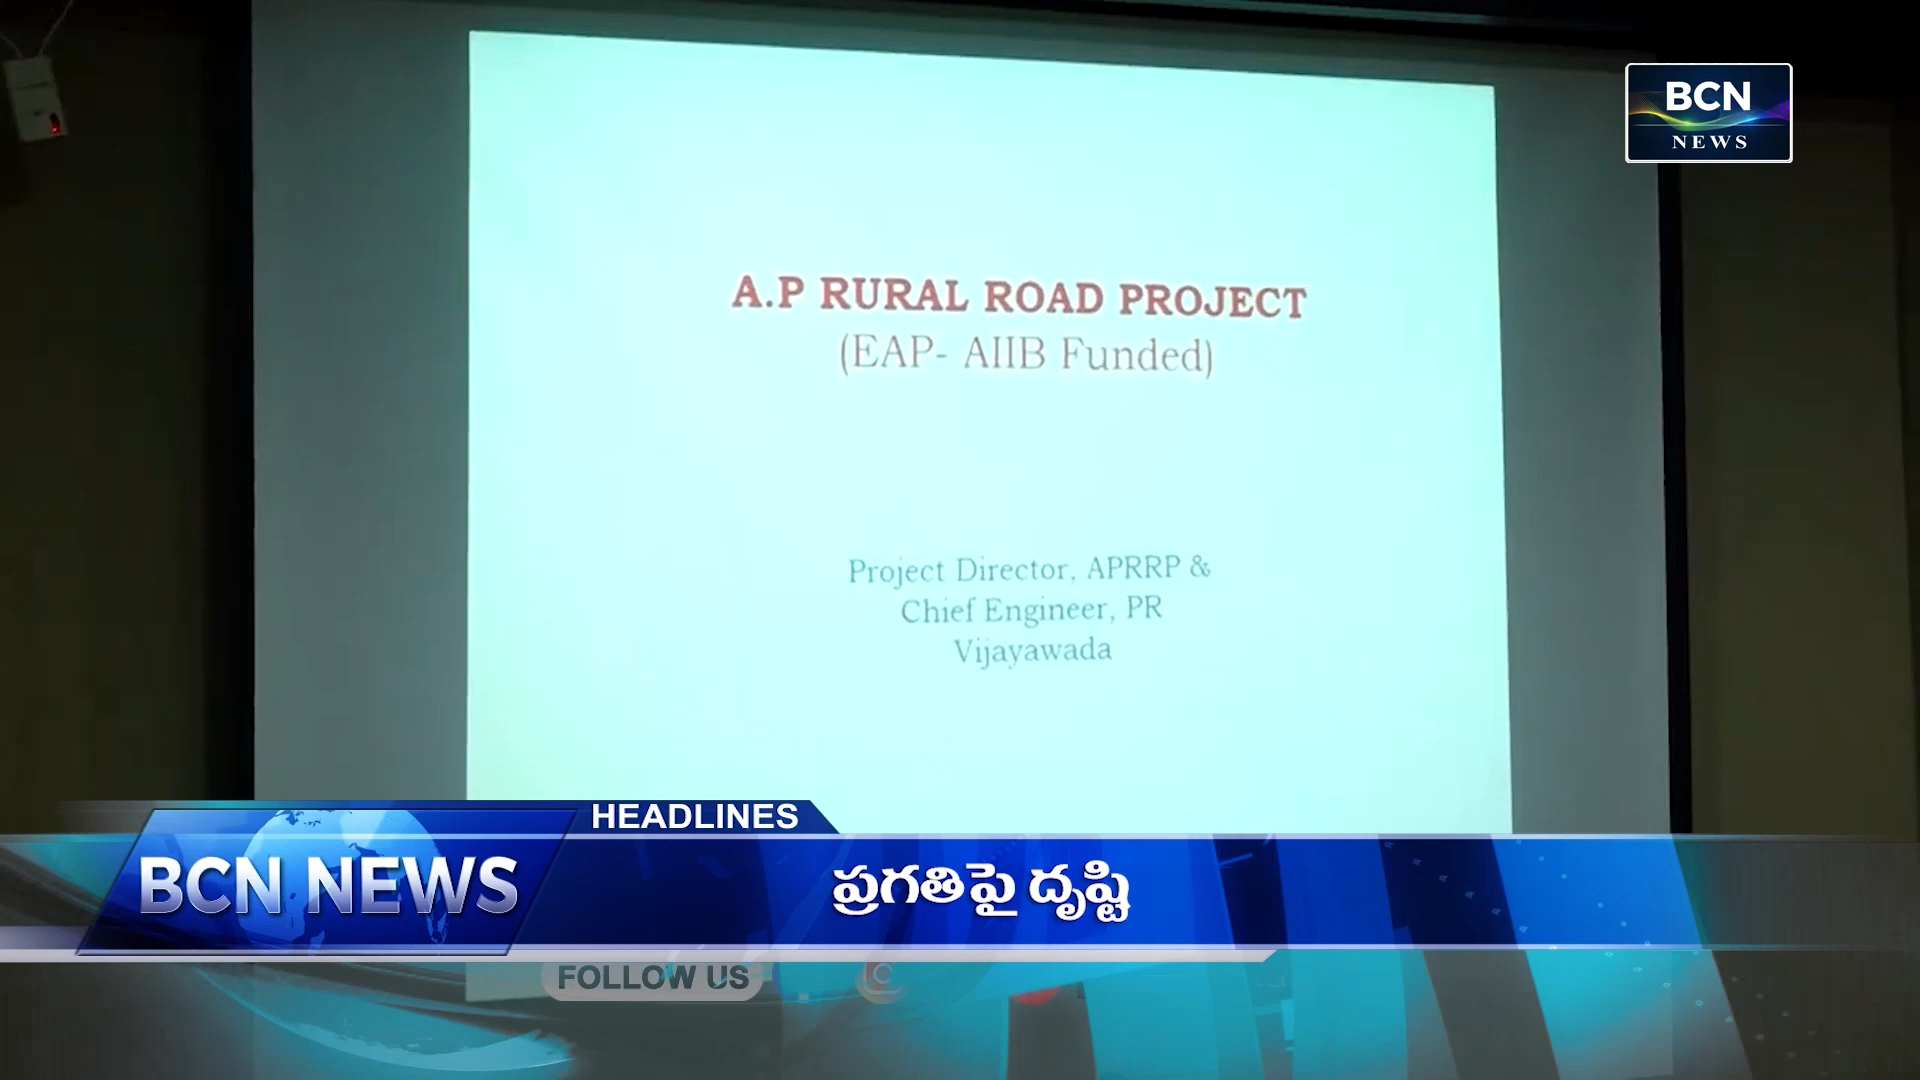 BCN
NEWS
A.P RURAL ROAD PROJECT
(EAP- AIIB Funded)
Project Director, APRRP &
Chief Engineer, PR
Vijayawada
HEADLINES
BCN NEWS
ప్రగతిపై దృష్టి
FOLLOW US